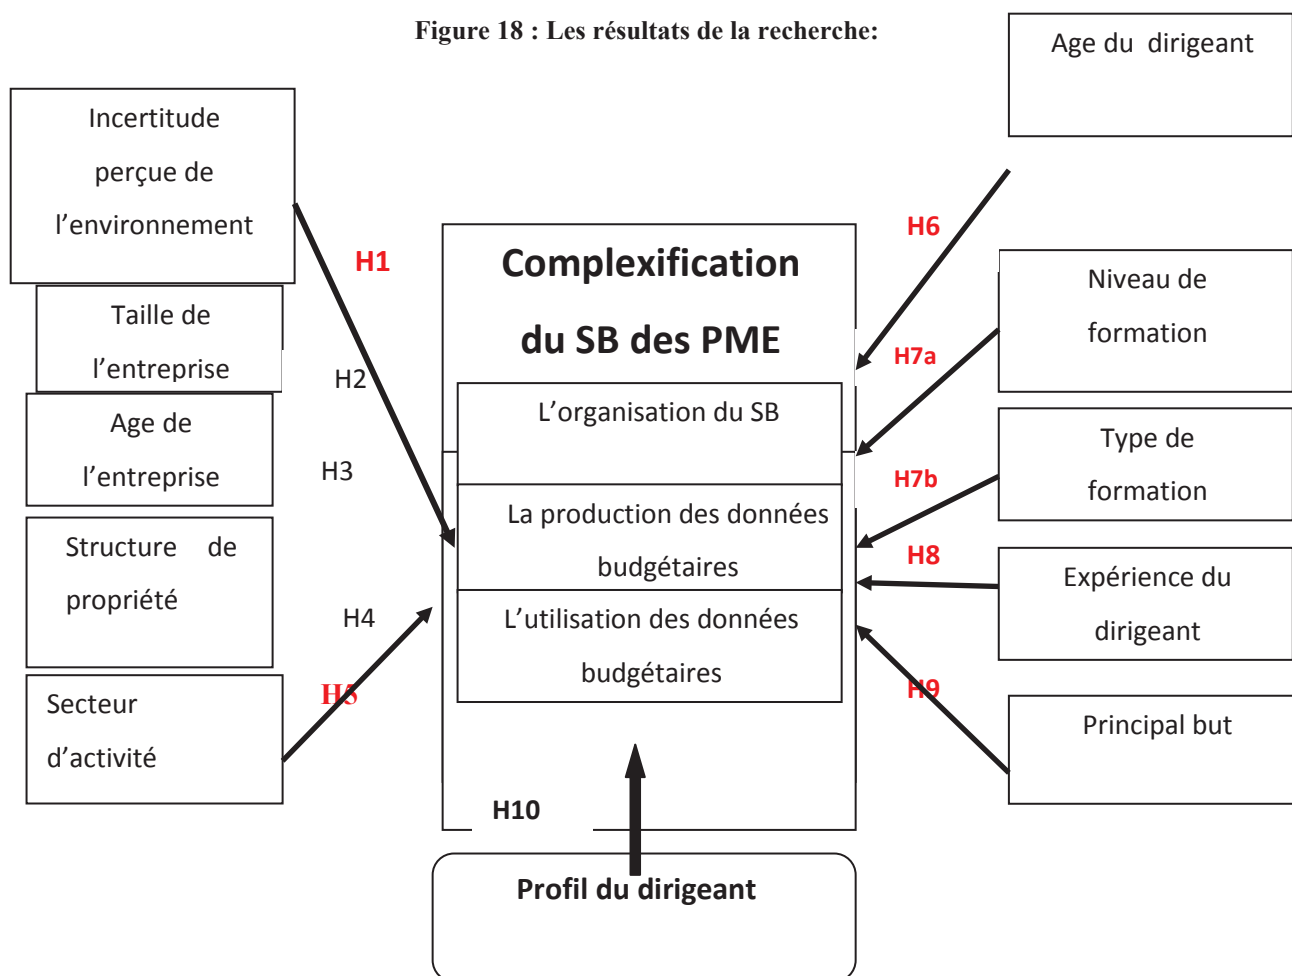 Figure 18 : Les résultats de la recherche:
Incertitude
perçue de
l’environnement
Taille de
l’entreprise
Age de
l’entreprise
Structure de
propriété
Secteur
d’activité
H1
H2
H3
H4
H5
Complexification
du SB des PME
L’organisation du SB
La production des données
budgétaires
L’utilisation des données
budgétaires
H10
Profil du dirigeant
H6
H7a
H7b
H8
H9
Age du dirigeant
Niveau de
formation
Type de
formation
Expérience du
dirigeant
Principal but